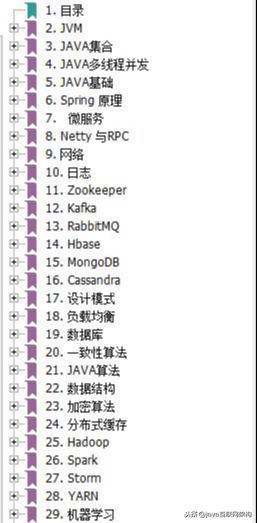 1. 目录
2. JVM
3. JAVA集合
4. JAVA多线程并发
5. JAVA基础
6. Spring 原理
7. 微服务
8. Netty 与RPC
9. 网络
10. 日志
11. Zookeeper
12. Kafka
13. RabbitMQ
14. Hbase
15. MongoDB
16. Cassandra
17. 设计模式
18. 负载均衡
19. 数据库
20. 一致性算法
21. JAVA算法
22. 数据结构
23. 加密算法
24. 分布式缓存
25. Hadoop
26. Spark
27. Storm
28. YARN
29. 机器学习
头条@java互联网架构